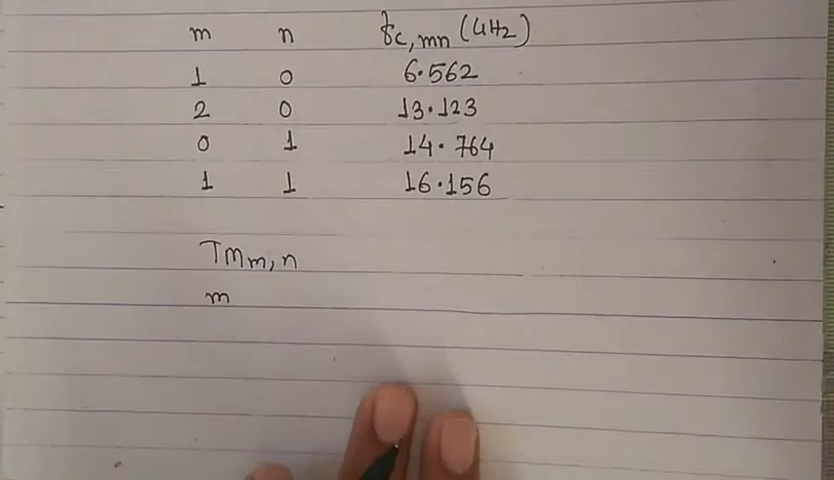 m n fc,mn (GHz)
1 0 6.562
2 0 13.123
0 1 14.764
1 1 16.156
TMm,n
m